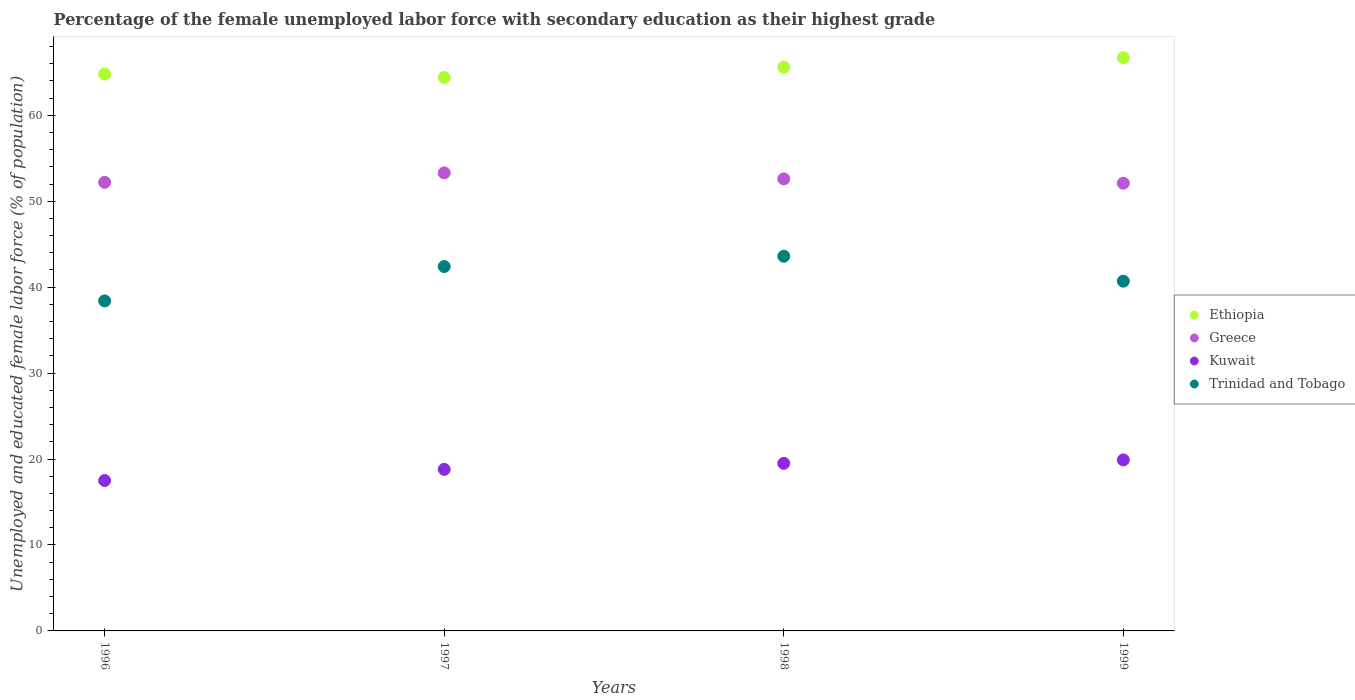 Percentage of the female unemployed labor force with secondary education as their highest grade
Unemployed and educated female labor force (% of population)
60
50
40
30
20
10
0
1996
1997
1998
1999
Years
Ethiopia
Greece
Kuwait
Trinidad and Tobago